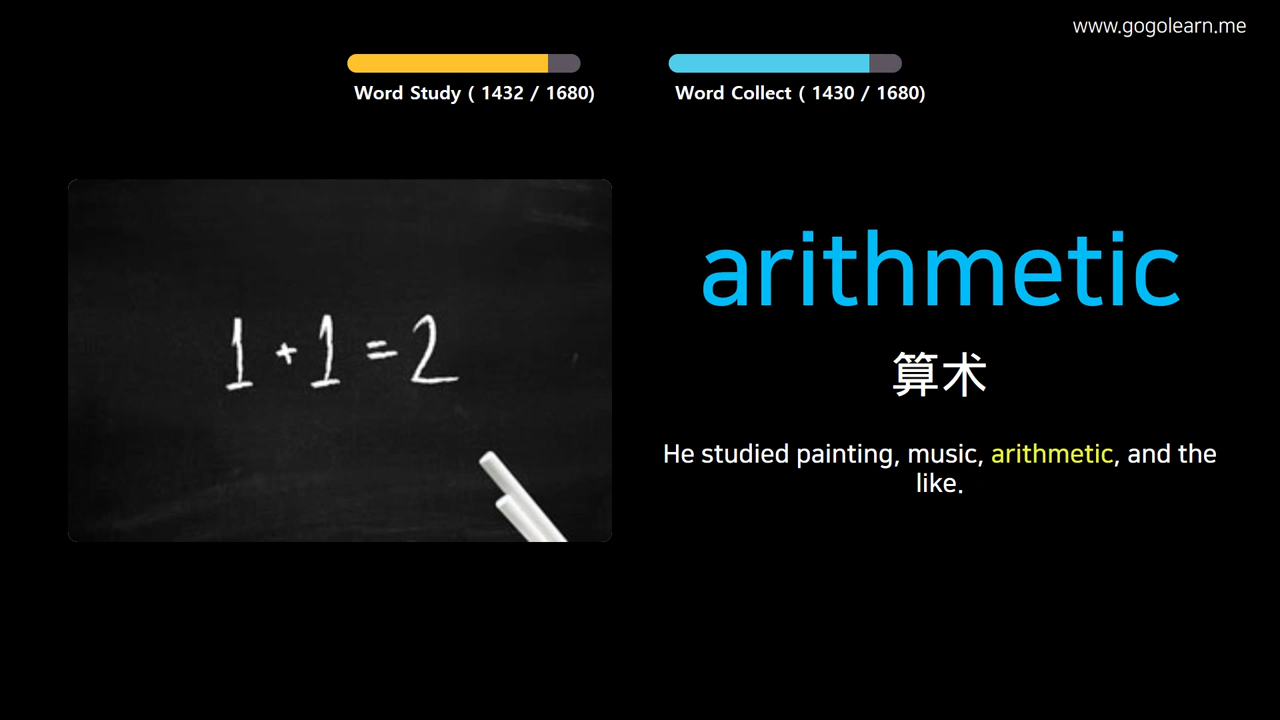 www.gogolearn.me
Word Study ( 1432 / 1680)
Word Collect ( 1430 / 1680)
1 + 1 = 2
arithmetic
算术
He studied painting, music, arithmetic, and the
like.